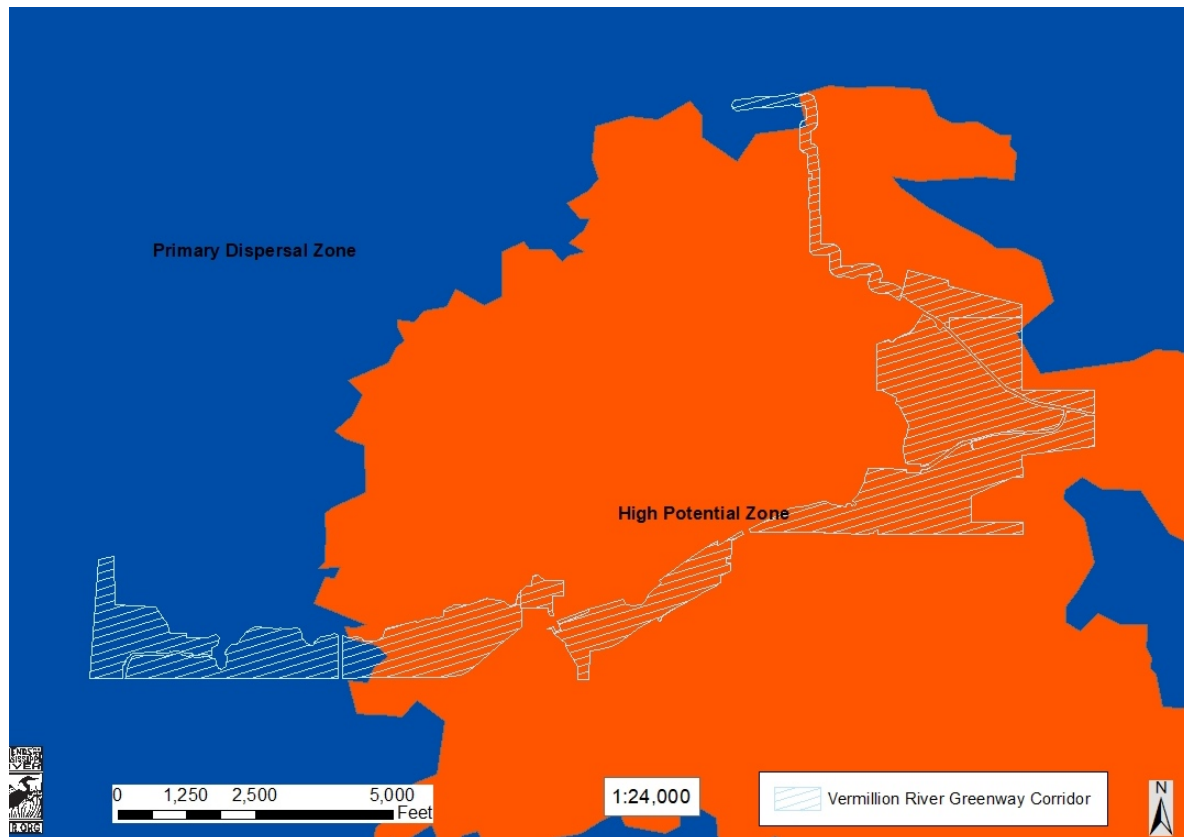 Primary Dispersal Zone
High Potential Zone
0 1,250 2,500 5,000
Feet
1:24,000
Vermillion River Greenway Corridor
N